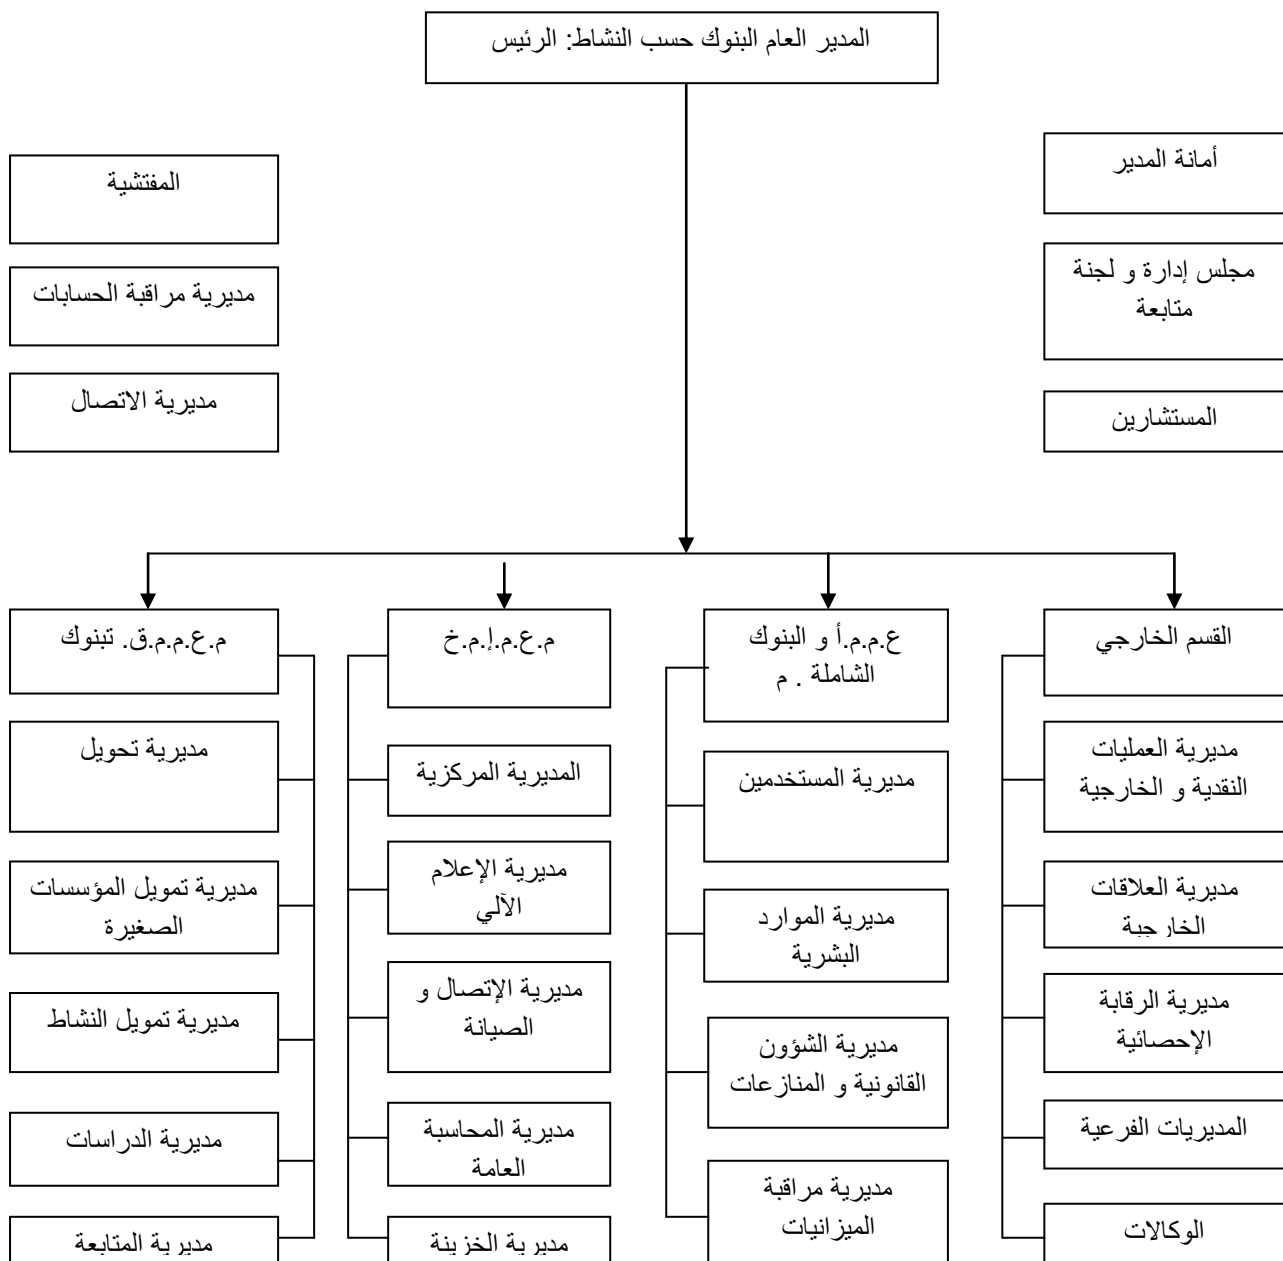 المدير العام البنوك حسب النشاط: الرئيس
أمانة المدير
مجلس إدارة و لجنة
متابعة
المستشارين
المفتشية
مديرية مراقبة الحسابات
مديرية الاتصال
القسم الخارجي
مديرية العمليات
النقدية و الخارجية
مديرية العلاقات
الخارجية
مديرية الرقابة
الإحصائية
المديريات الفرعية
الوكالات
ع.م.م.أ و البنوك
الشاملة . م
مديرية المستخدمين
مديرية الموارد
البشرية
مديرية الشؤون
القانونية و المنازعات
مديرية مراقبة
الميزانيات
م.ع.م.إ.م.خ
المديرية المركزية
مديرية الإعلام
الآلي
مديرية الإتصال و
الصيانة
مديرية المحاسبة
العامة
مديرية الخزينة
م.ع.م.م.ق. تبنوك
مديرية تحويل
مديرية تمويل المؤسسات
الصغيرة
مديرية تمويل النشاط
مديرية الدراسات
مديرية المتابعة